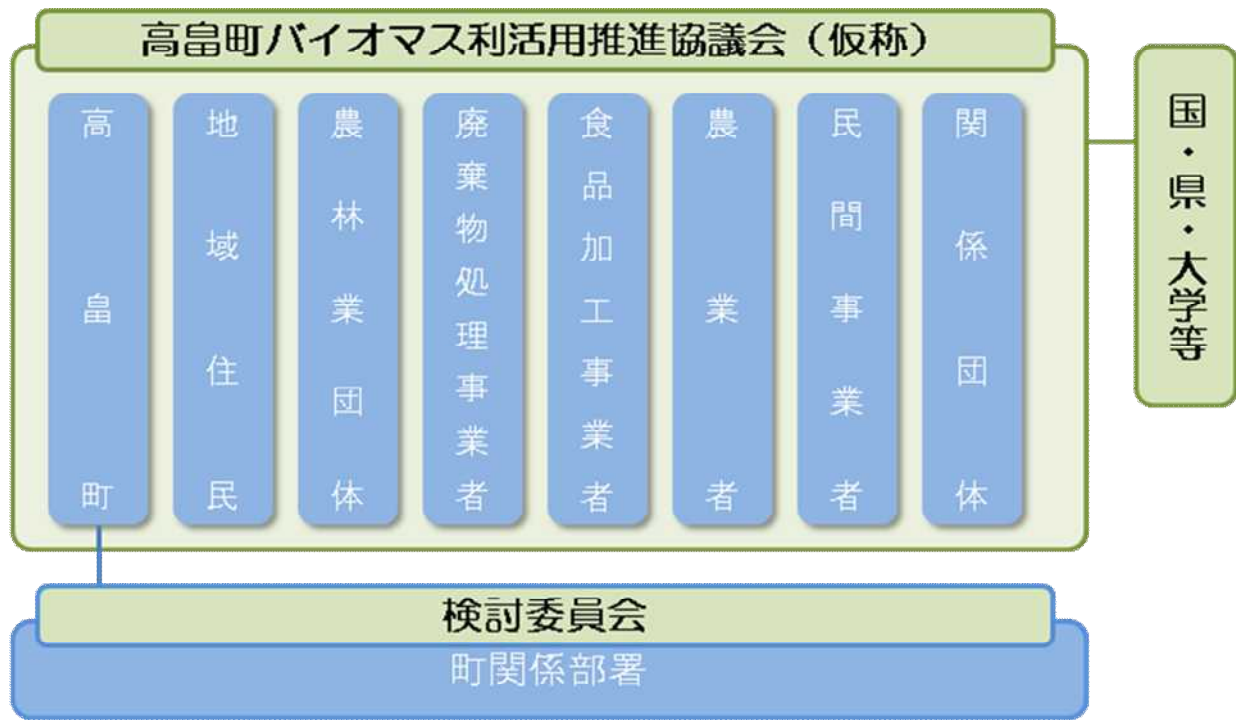 高畠町バイオマス利活用推進協議会（仮称）
高畠町
地域住民
農林業団体
廃棄物処理事業者
食品加工事業者
農業者
民間事業者
関係団体
国・県・大学等
検討委員会
町関係部署